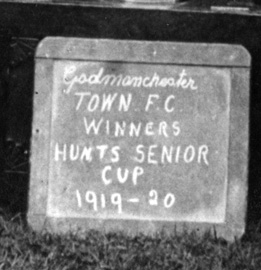 Godmanchester
TOWN F.C.
WINNERS
HUNTS SENIOR
CUP
1919-20